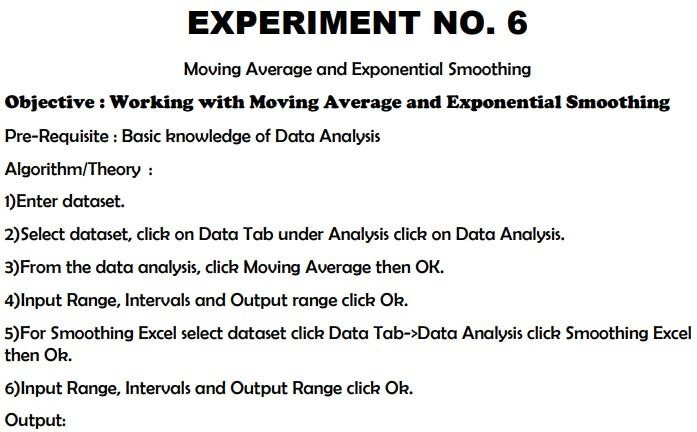 EXPERIMENT NO. 6
Moving Average and Exponential Smoothing
Objective : Working with Moving Average and Exponential Smoothing
Pre-Requisite : Basic knowledge of Data Analysis
Algorithm/Theory :
1)Enter dataset.
2)Select dataset, click on Data Tab under Analysis click on Data Analysis.
3)From the data analysis, click Moving Average then OK.
4)Input Range, Intervals and Output range click Ok.
5)For Smoothing Excel select dataset click Data Tab->Data Analysis click Smoothing Excel
then Ok.
6)Input Range, Intervals and Output Range click Ok.
Output: